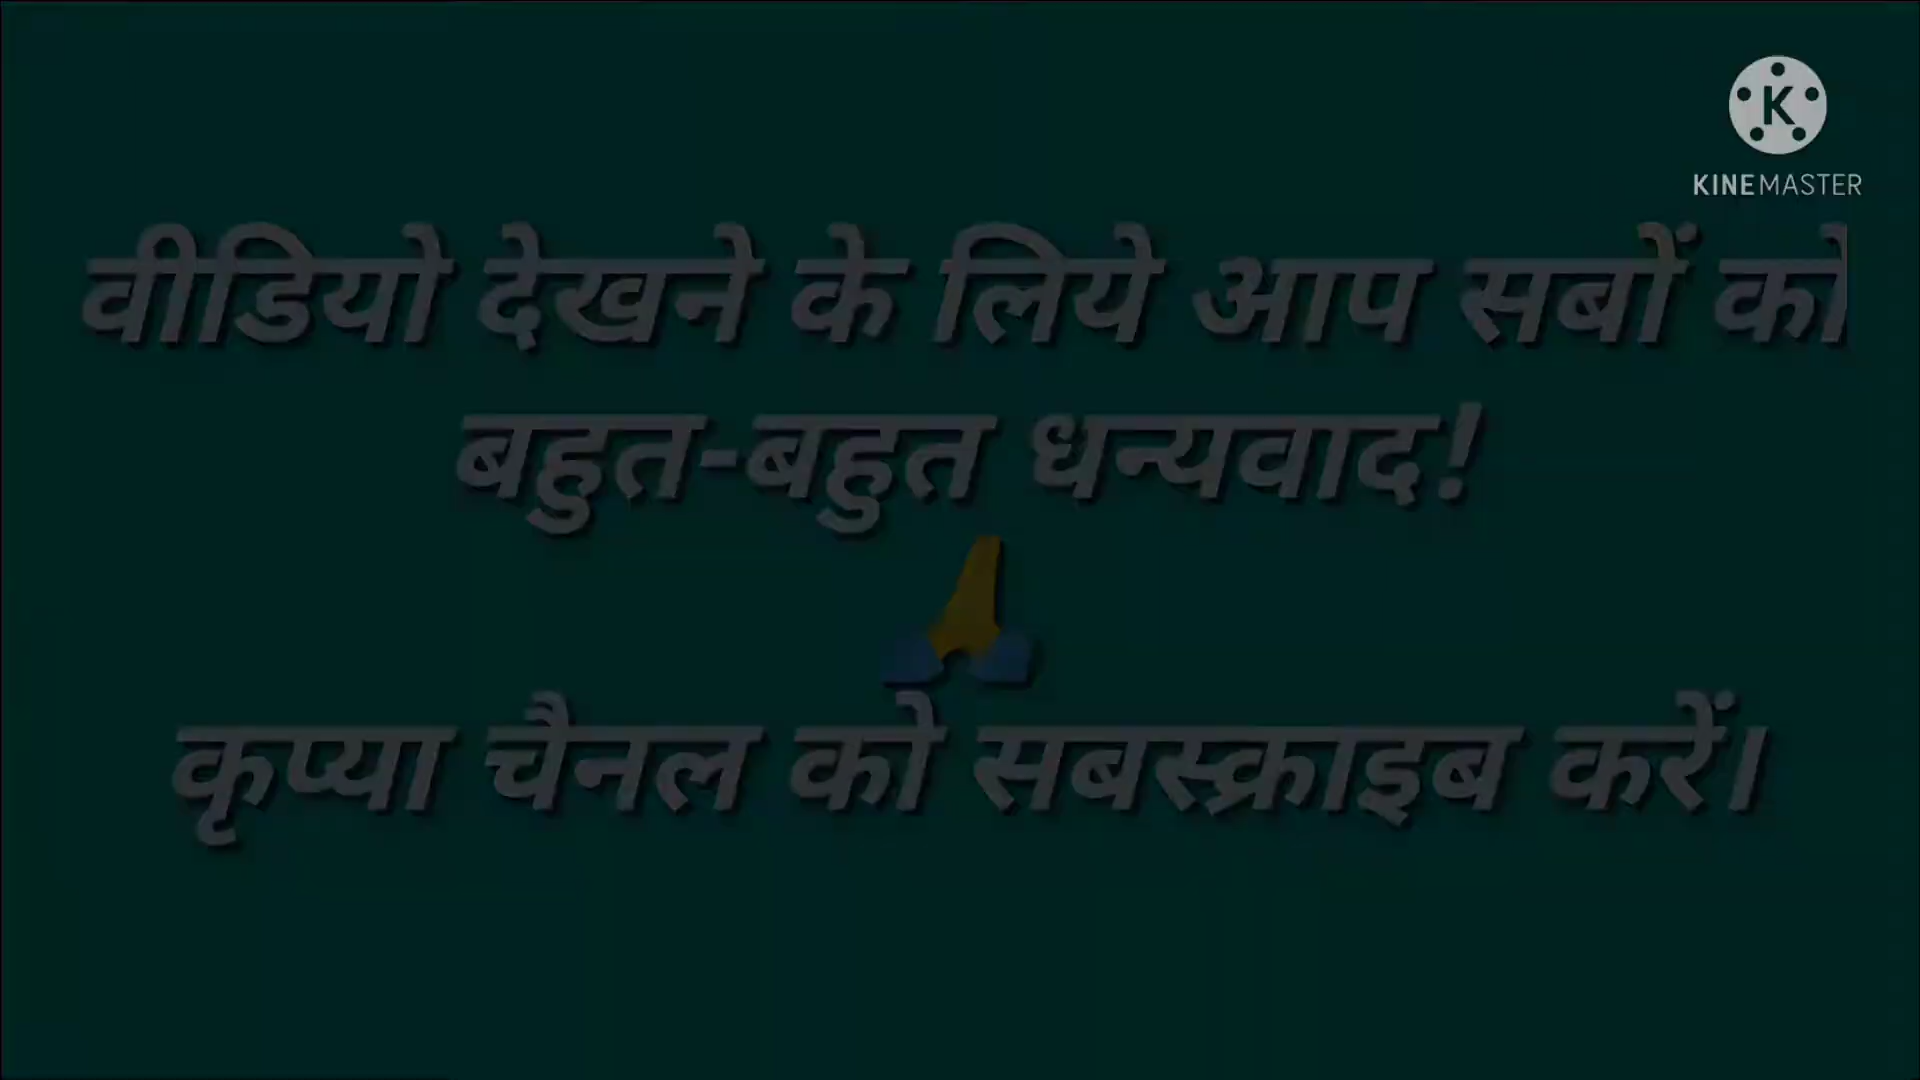 KINEMASTER
वीडियो देखने के लिये आप सबों को
बहुत-बहुत धन्यवाद!
🙏
कृप्या चैनल को सबस्क्राइब करें।